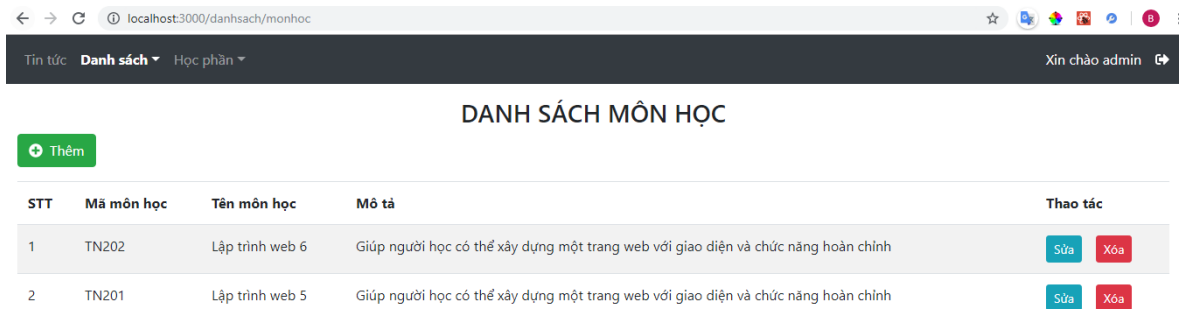 localhost:3000/danhsach/monhoc
B
Tin tức Danh sách Học phần Xin chào admin
DANH SÁCH MÔN HỌC
Thêm
STT Mã môn học Tên môn học Mô tả Thao tác
1 TN202 Lập trình web 6 Giúp người học có thể xây dựng một trang web với giao diện và chức năng hoàn chỉnh Sửa Xóa
2 TN201 Lập trình web 5 Giúp người học có thể xây dựng một trang web với giao diện và chức năng hoàn chỉnh Sửa Xóa